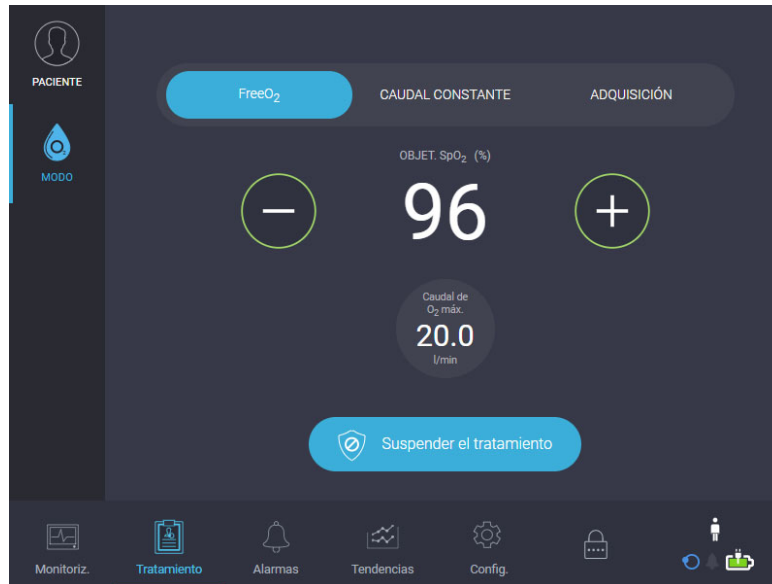 PACIENTE
MODO
FreeO2
CAUDAL CONSTANTE
ADQUISICIÓN
OBJET. SpO2 (%)
96
Caudal de
O2 máx.
20.0
l/min
Suspender el tratamiento
Monitoriz.
Tratamiento
Alarmas
Tendencias
Config.